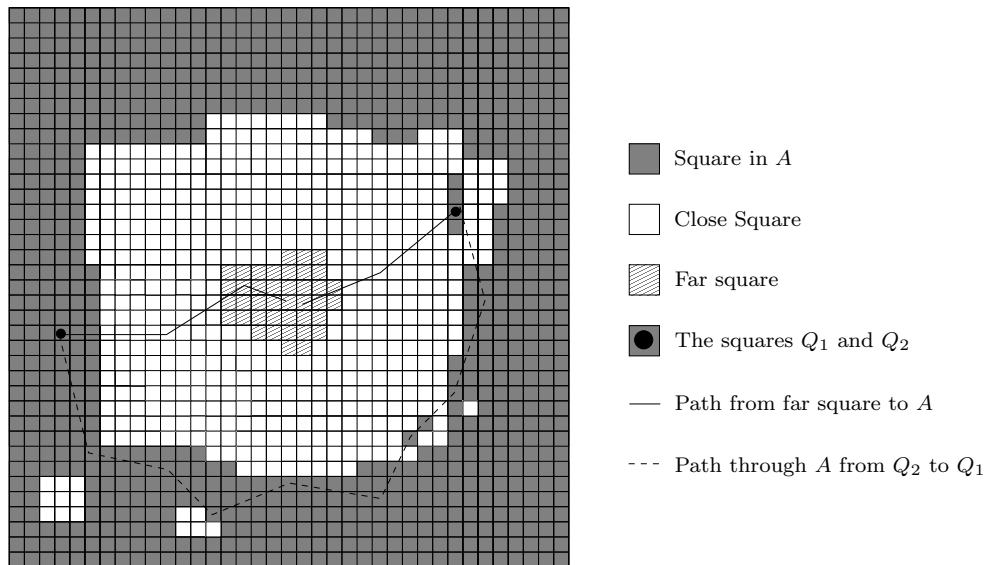 Square in A
Close Square
Far square
The squares Q₁ and Q₂
Path from far square to A
Path through A from Q₂ to Q₁